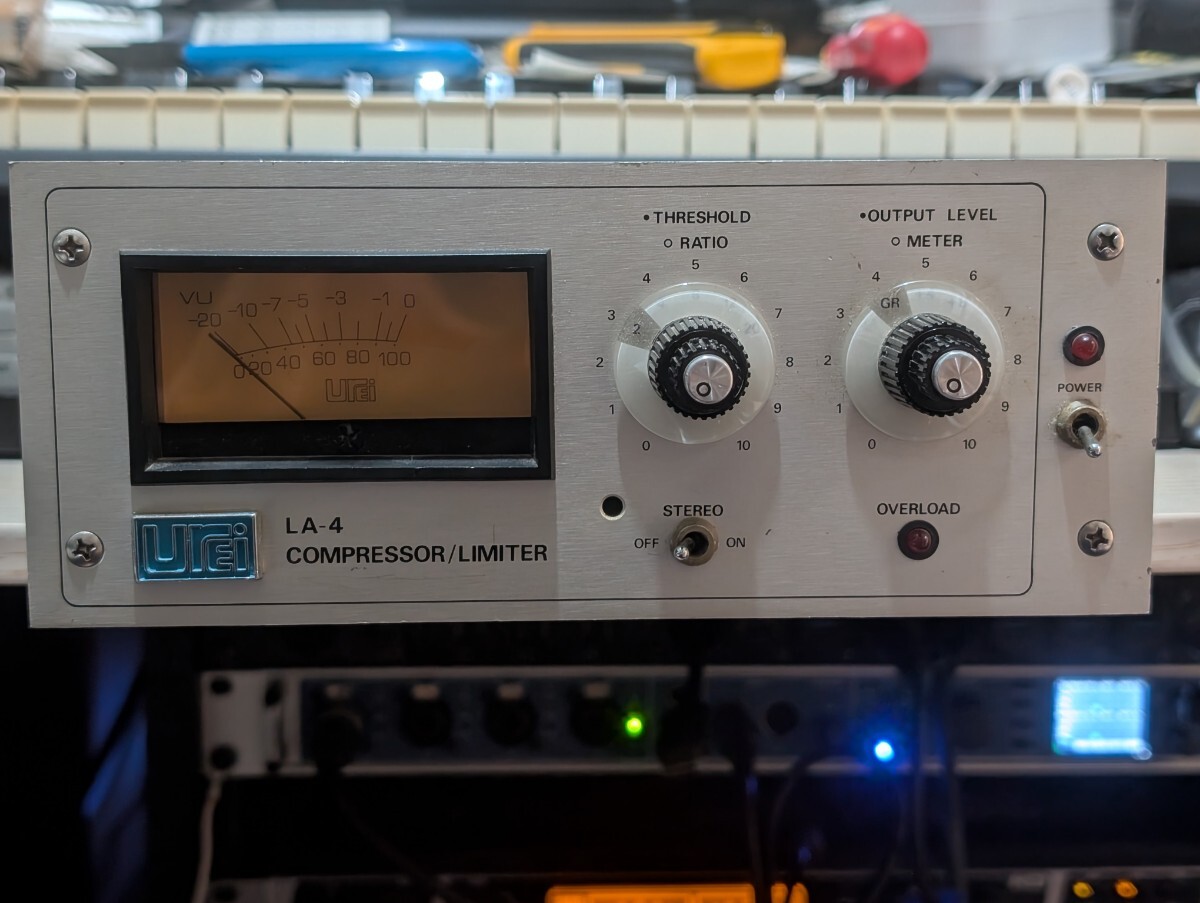 VU
-20 -10 -7 -5 -3 -1 0
0 20 40 60 80 100
UREI
UREI
LA-4
COMPRESSOR/LIMITER
•THRESHOLD
○ RATIO
0 1 2 3 4 5 6 7 8 9 10
2
•OUTPUT LEVEL
○ METER
0 1 2 3 4 5 6 7 8 9 10
GR
STEREO
OFF ON
OVERLOAD
POWER